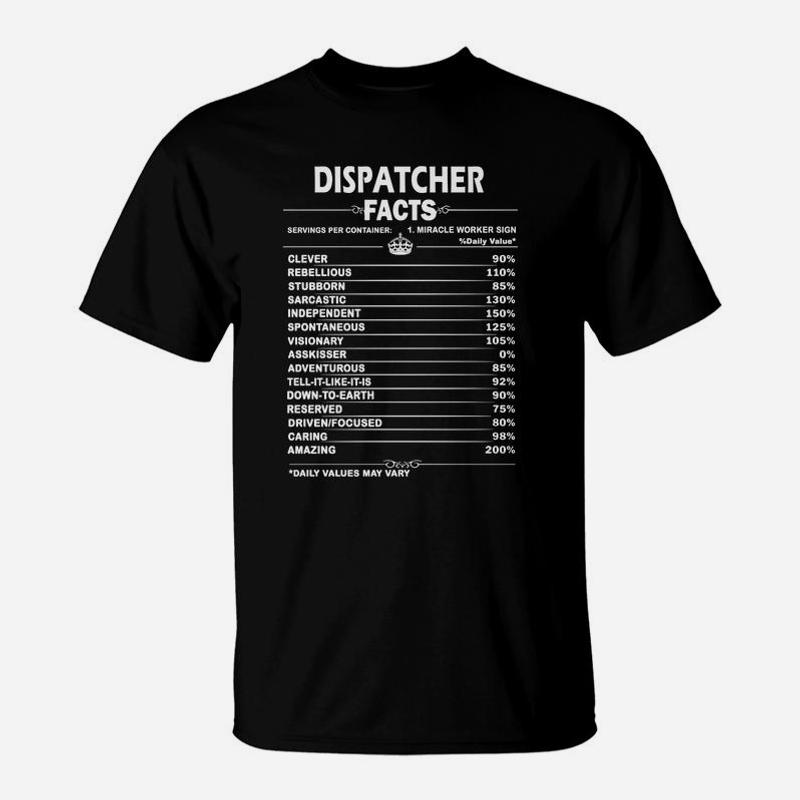 DISPATCHER
FACTS
SERVINGS PER CONTAINER: 1. MIRACLE WORKER SIGN
%Daily Value*
CLEVER 90%
REBELLIOUS 110%
STUBBORN 85%
SARCASTIC 130%
INDEPENDENT 150%
SPONTANEOUS 125%
VISIONARY 105%
ASSKISSER 0%
ADVENTUROUS 85%
TELL-IT-LIKE-IT-IS 92%
DOWN-TO-EARTH 90%
RESERVED 75%
DRIVEN/FOCUSED 80%
CARING 98%
AMAZING 200%
*DAILY VALUES MAY VARY